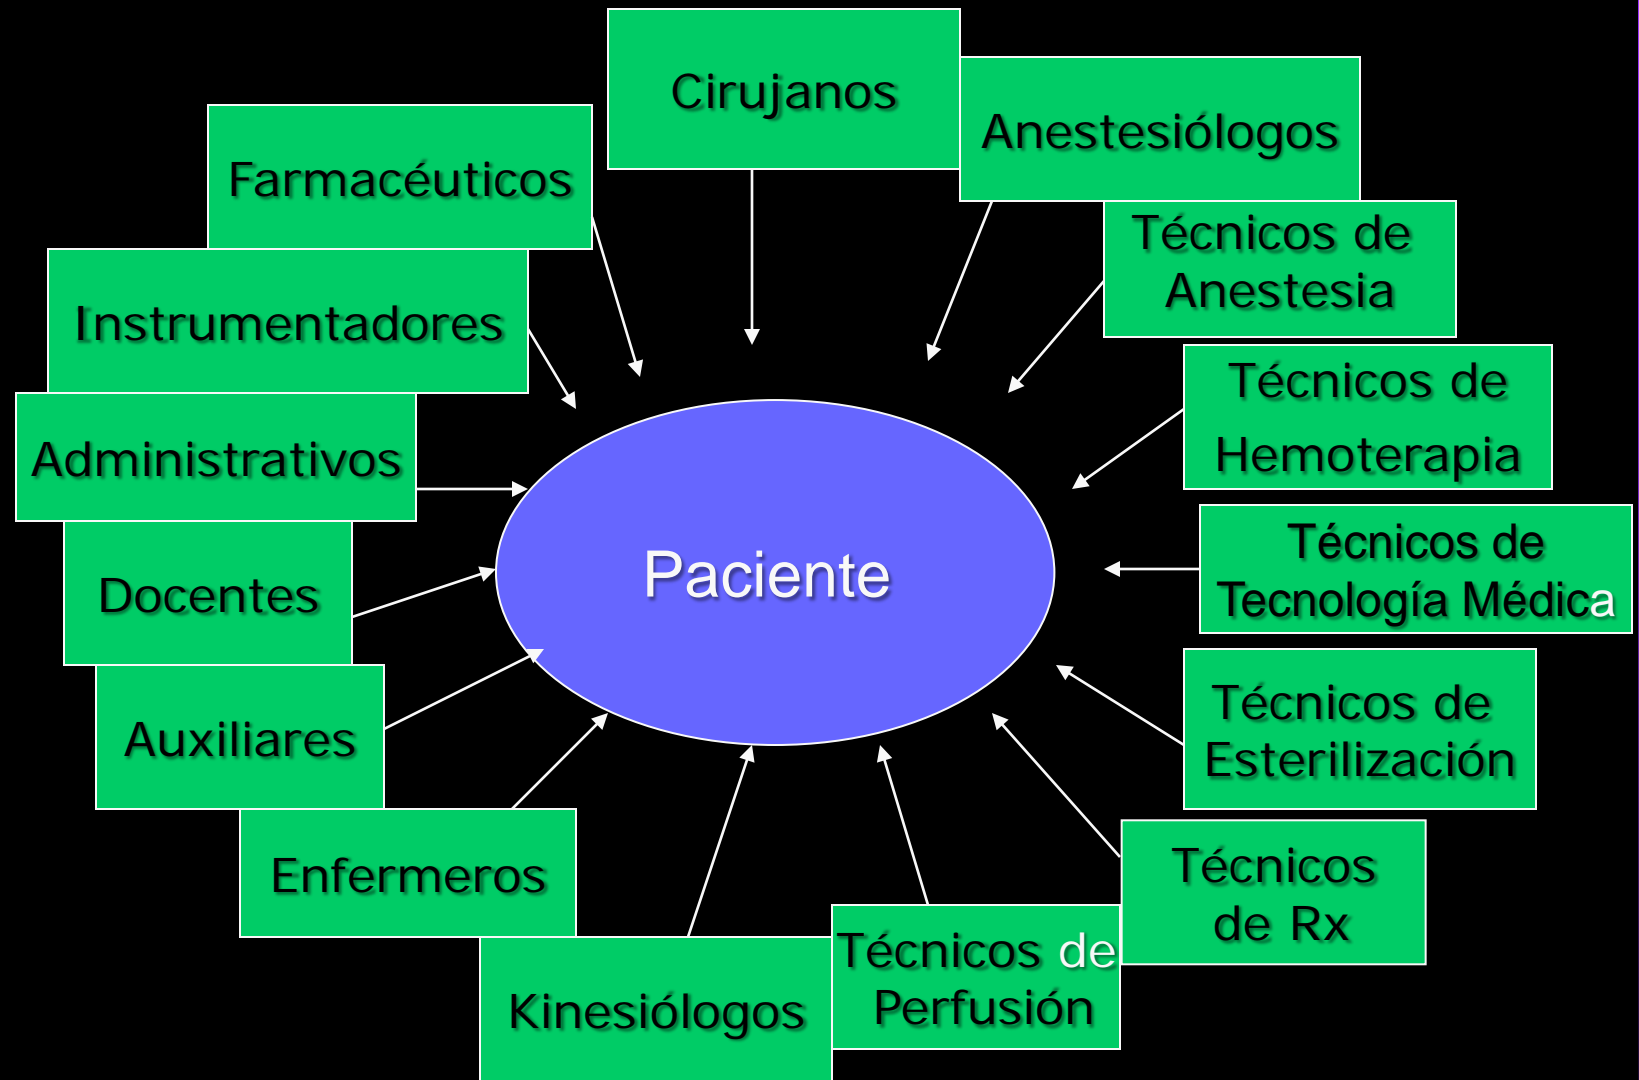 Cirujanos
Anestesiólogos
Farmacéuticos
Técnicos de
Anestesia
Instrumentadores
Técnicos de
Hemoterapia
Administrativos
Técnicos de
Tecnología Médica
Paciente
Docentes
Técnicos de
Esterilización
Auxiliares
Técnicos
de Rx
Enfermeros
Técnicos de
Perfusión
Kinesiólogos